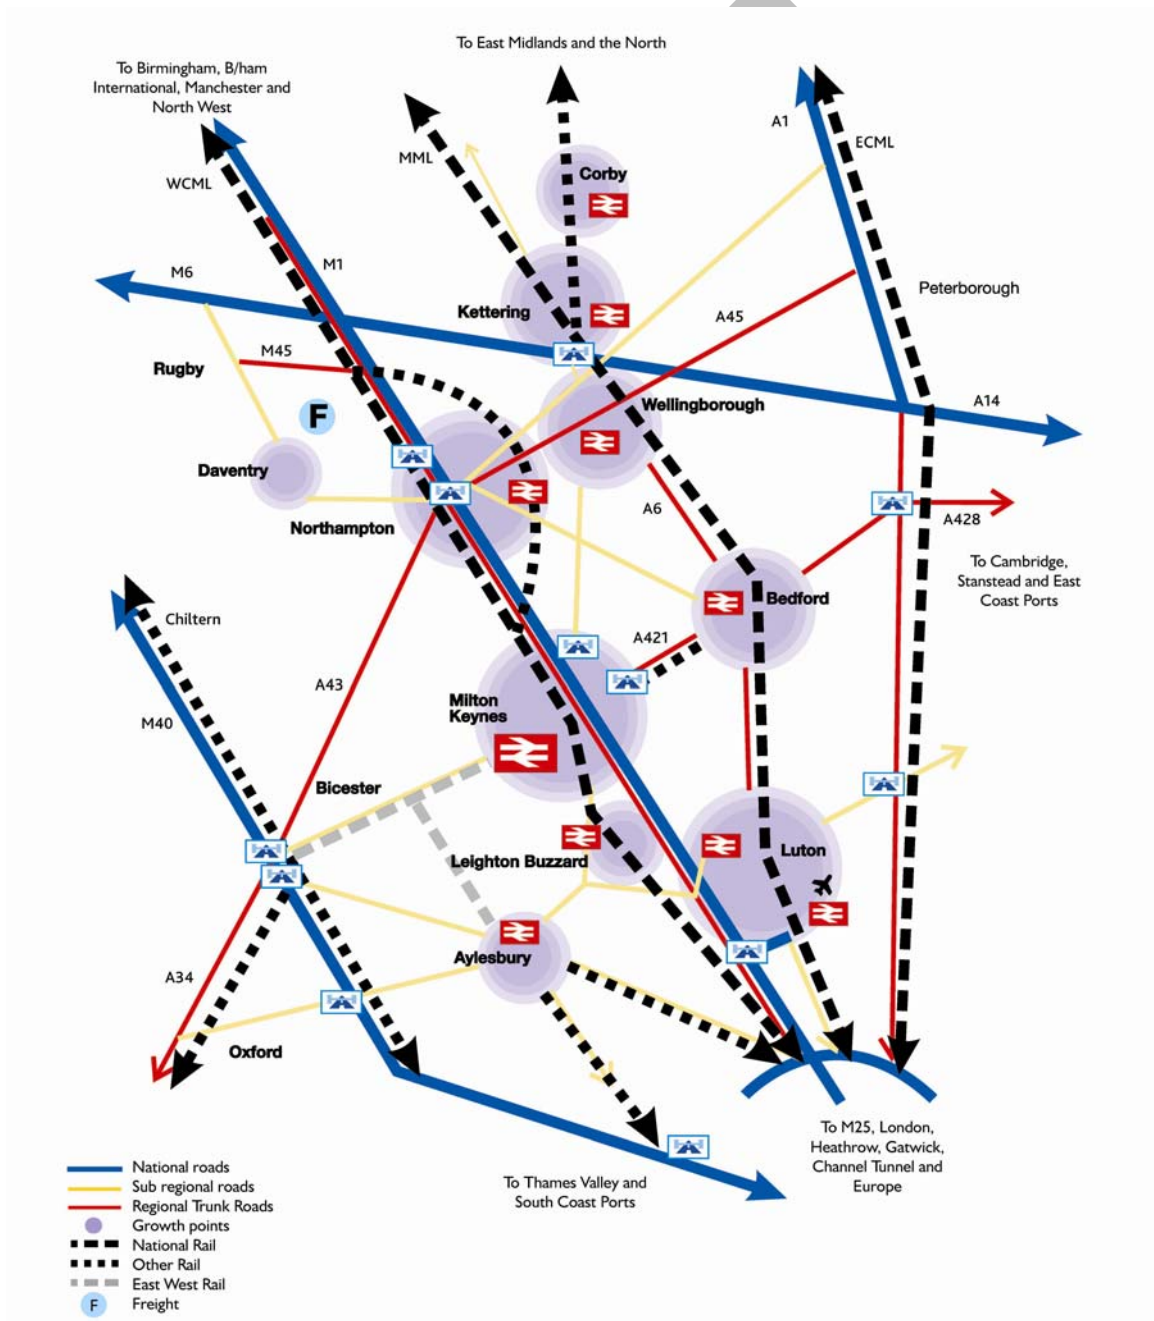 To East Midlands and the North
To Birmingham, B/ham
International, Manchester and
North West
A1
ECML
MML
WCML
Corby
M1
M6
Kettering
Peterborough
A45
M45
Rugby
Wellingborough
A14
F
Daventry
A6
Northampton
A428
To Cambridge,
Stanstead and East
Coast Ports
Bedford
Chiltern
A421
A43
Milton
Keynes
M40
Bicester
Leighton Buzzard
Luton
Aylesbury
A34
Oxford
To M25, London,
Heathrow, Gatwick,
Channel Tunnel and
Europe
To Thames Valley and
South Coast Ports
National roads
Sub regional roads
Regional Trunk Roads
Growth points
National Rail
Other Rail
East West Rail
F Freight